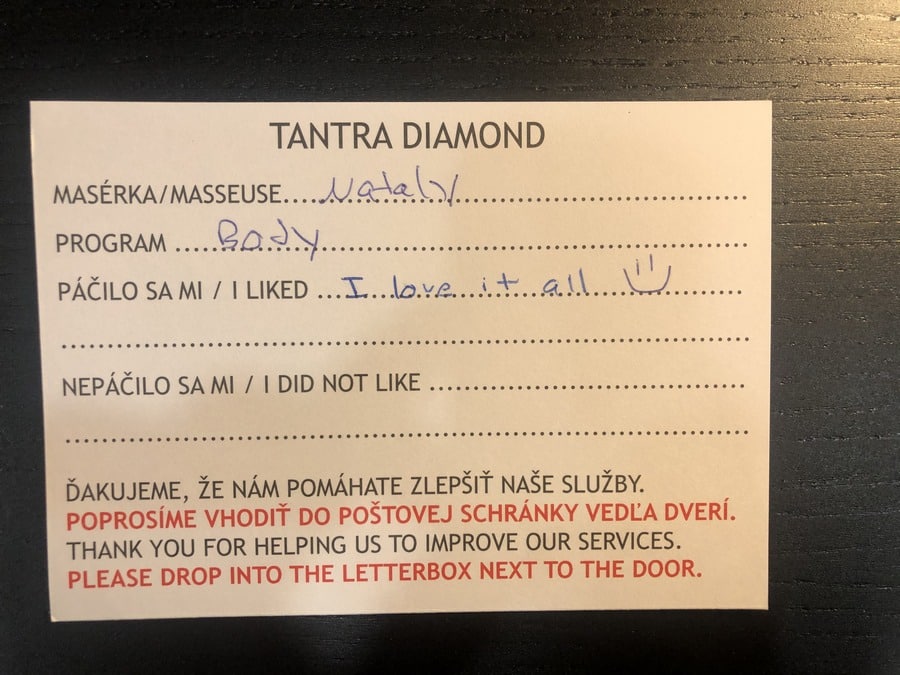 TANTRA DIAMOND
MASÉRKA/MASSEUSE....Nataly..............................
PROGRAM .....Body..............................
PÁČILO SA MI / I LIKED ...I love it all..............
................................................................
NEPÁČILO SA MI / I DID NOT LIKE ..............................
................................................................
ĎAKUJEME, ŽE NÁM POMÁHATE ZLEPŠIŤ NAŠE SLUŽBY.
POPROSÍME VHODIŤ DO POŠTOVEJ SCHRÁNKY VEDĽA DVERÍ.
THANK YOU FOR HELPING US TO IMPROVE OUR SERVICES.
PLEASE DROP INTO THE LETTERBOX NEXT TO THE DOOR.